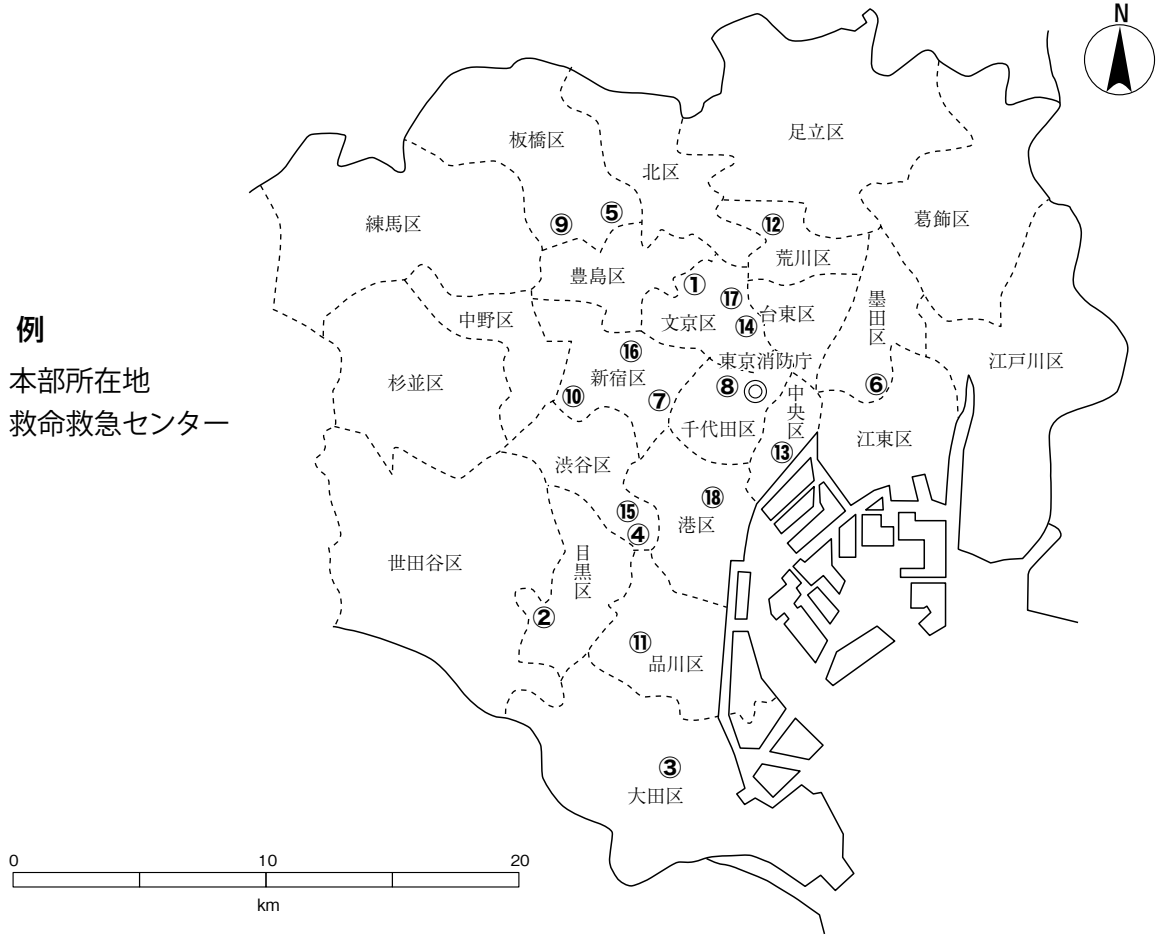 N
足立区
板橋区
北区
⑤
⑨
⑫
葛飾区
練馬区
荒川区
豊島区
①
⑰
墨田区
台東区
中野区
文京区
⑭
例
⑯
東京消防庁
江戸川区
本部所在地
杉並区
新宿区
⑧
◎
⑥
救命救急センター
⑩
⑦
中央区
千代田区
江東区
⑬
渋谷区
⑱
⑮
港区
④
世田谷区
目黒区
②
⑪
品川区
③
大田区
0 10 20
km